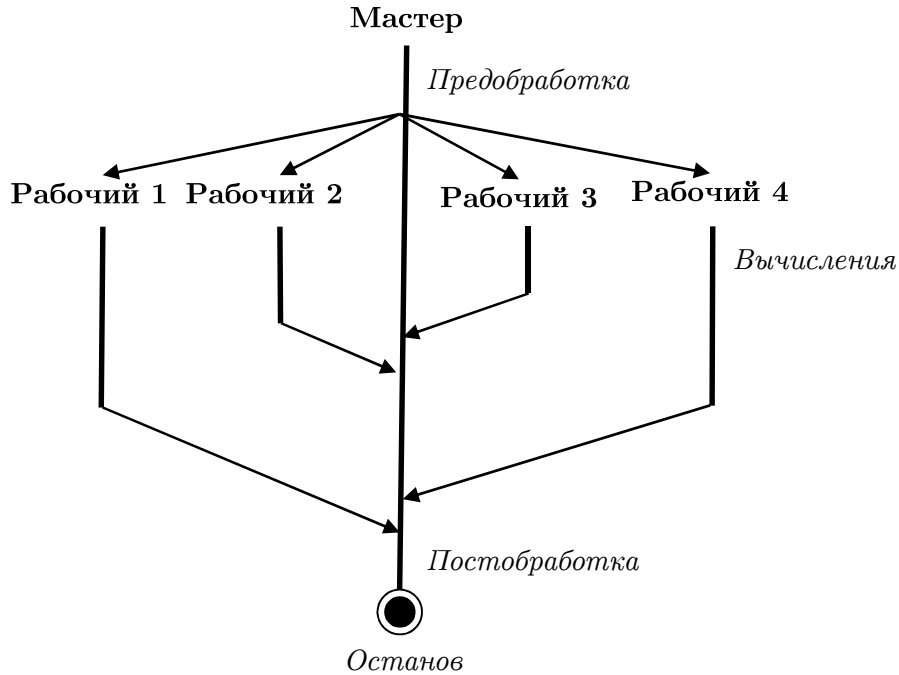 Мастер
Предобработка
Рабочий 1
Рабочий 2
Рабочий 3
Рабочий 4
Вычисления
Постобработка
Останов